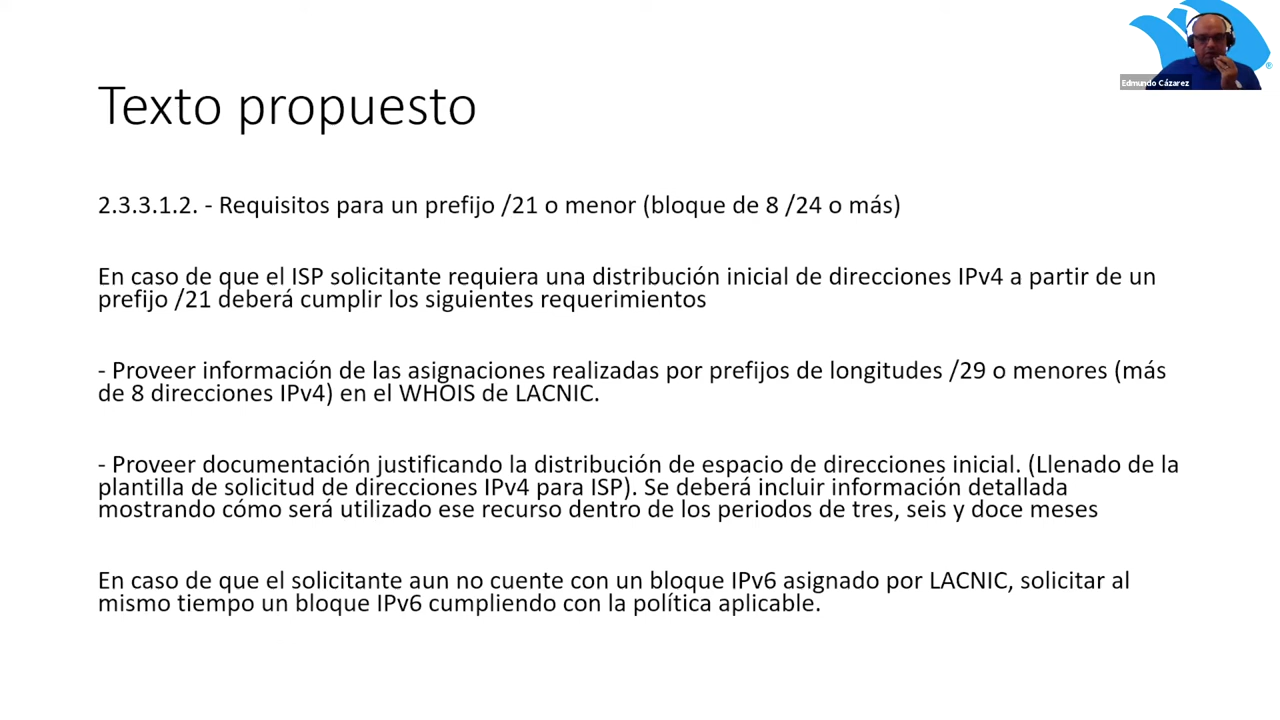 Edmundo Cázarez
Texto propuesto
2.3.3.1.2. - Requisitos para un prefijo /21 o menor (bloque de 8 /24 o más)
En caso de que el ISP solicitante requiera una distribución inicial de direcciones IPv4 a partir de un
prefijo /21 deberá cumplir los siguientes requerimientos
- Proveer información de las asignaciones realizadas por prefijos de longitudes /29 o menores (más
de 8 direcciones IPv4) en el WHOIS de LACNIC.
- Proveer documentación justificando la distribución de espacio de direcciones inicial. (Llenado de la
plantilla de solicitud de direcciones IPv4 para ISP). Se deberá incluir información detallada
mostrando cómo será utilizado ese recurso dentro de los periodos de tres, seis y doce meses
En caso de que el solicitante aun no cuente con un bloque IPv6 asignado por LACNIC, solicitar al
mismo tiempo un bloque IPv6 cumpliendo con la política aplicable.